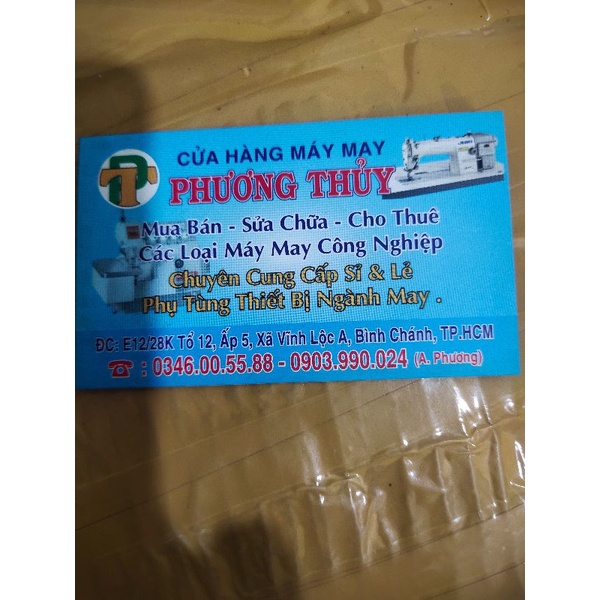 PT
CỬA HÀNG MÁY MAY
PHƯƠNG THỦY
Mua Bán - Sửa Chữa - Cho Thuê
Các Loại Máy May Công Nghiệp
Chuyên Cung Cấp Sỉ & Lẻ
Phụ Tùng Thiết Bị Ngành May .
ĐC: E12/28K Tổ 12, Ấp 5, Xã Vĩnh Lộc A, Bình Chánh, TP.HCM
☎ : 0346.00.55.88 - 0903.990.024 (A. Phương)